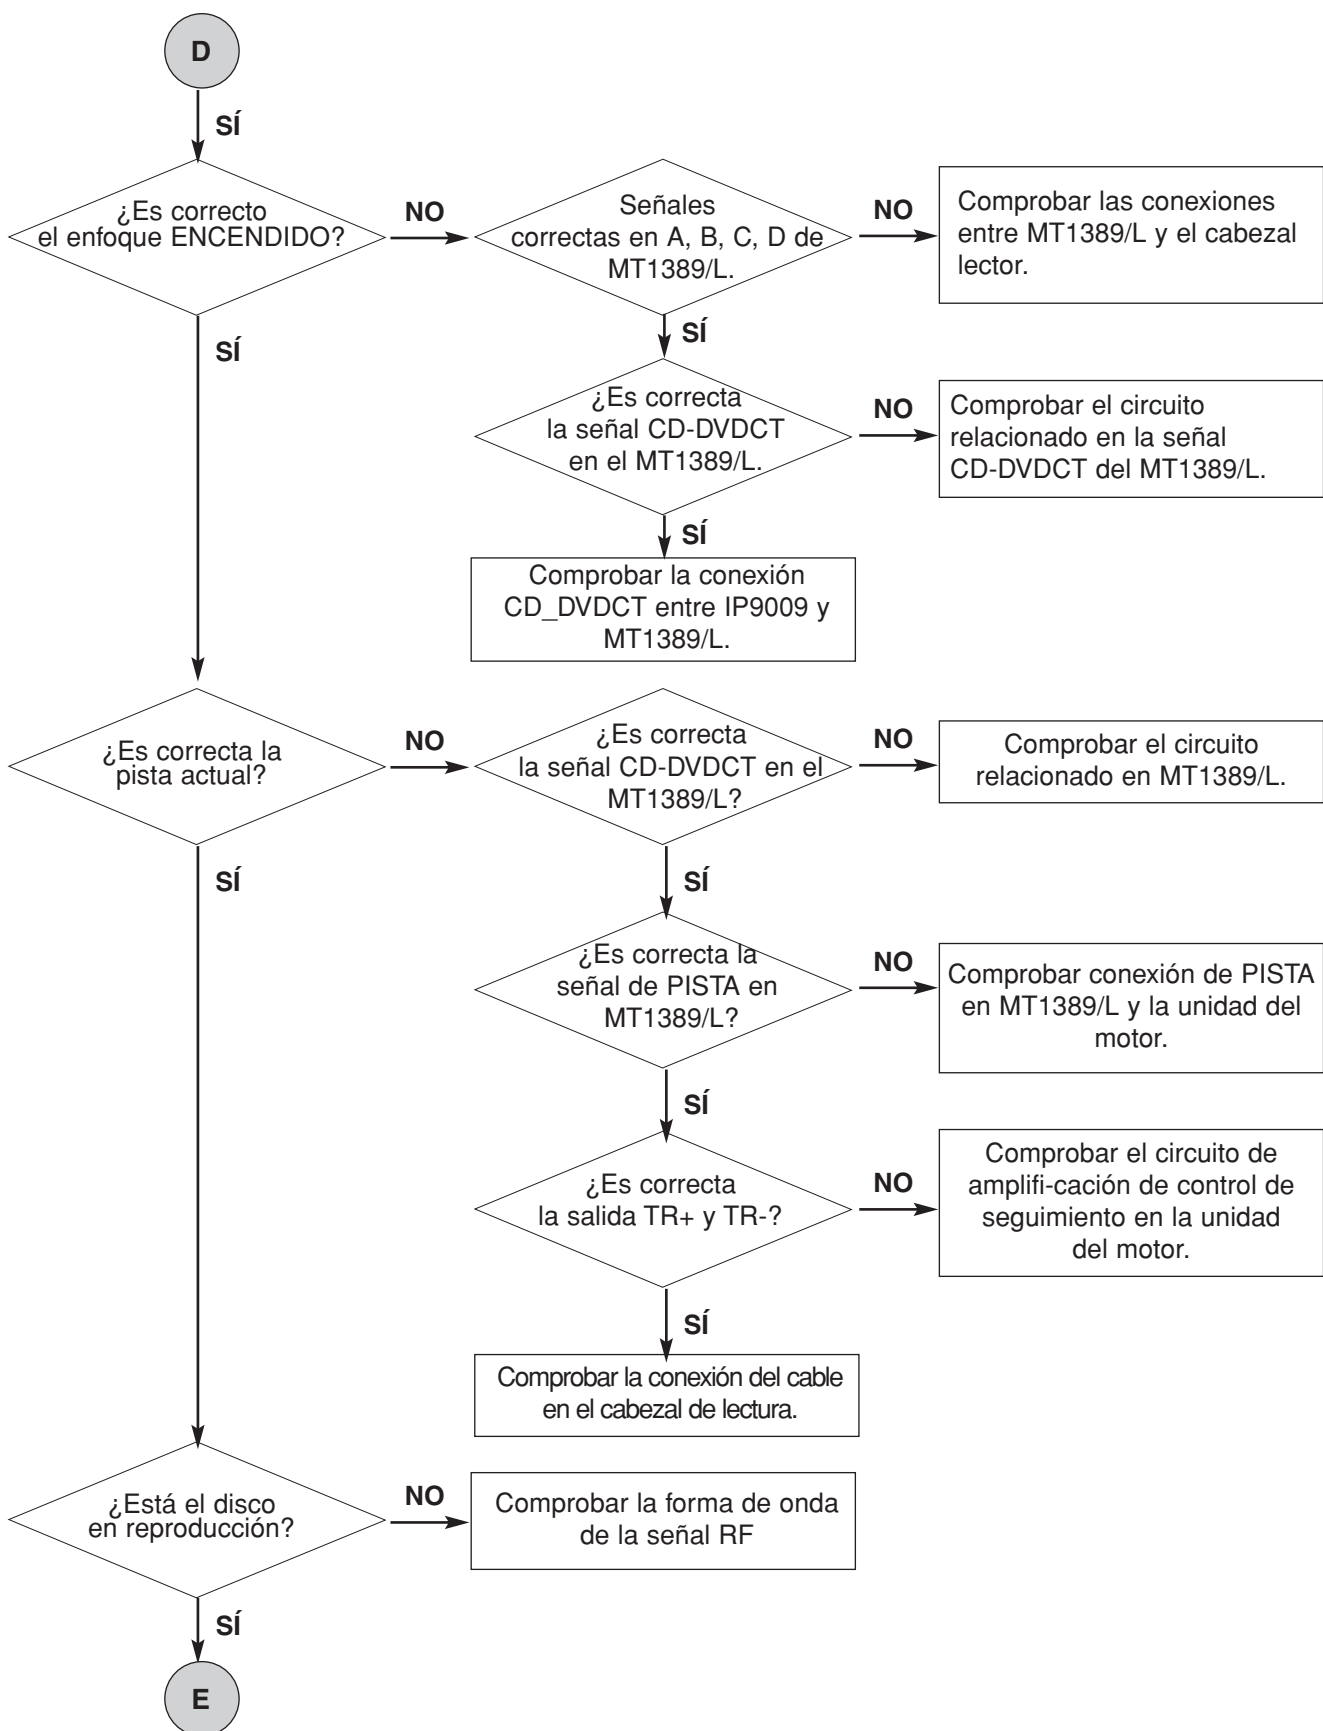 D
SÍ
¿Es correcto
el enfoque ENCENDIDO?
NO
Señales
correctas en A, B, C, D de
MT1389/L.
NO
Comprobar las conexiones
entre MT1389/L y el cabezal
lector.
SÍ
SÍ
¿Es correcta
la señal CD-DVDCT
en el MT1389/L.
NO
Comprobar el circuito
relacionado en la señal
CD-DVDCT del MT1389/L.
SÍ
Comprobar la conexión
CD_DVDCT entre IP9009 y
MT1389/L.
¿Es correcta la
pista actual?
NO
¿Es correcta
la señal CD-DVDCT en el
MT1389/L?
NO
Comprobar el circuito
relacionado en MT1389/L.
SÍ
SÍ
¿Es correcta la
señal de PISTA en
MT1389/L?
NO
Comprobar conexión de PISTA
en MT1389/L y la unidad del
motor.
SÍ
¿Es correcta
la salida TR+ y TR-?
NO
Comprobar el circuito de
amplifi-cación de control de
seguimiento en la unidad
del motor.
SÍ
Comprobar la conexión del cable
en el cabezal de lectura.
¿Está el disco
en reproducción?
NO
Comprobar la forma de onda
de la señal RF
SÍ
E